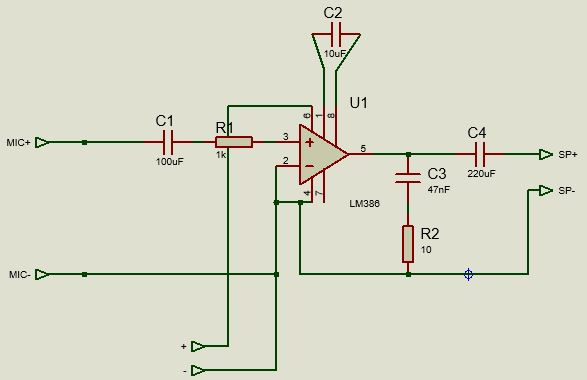 C2
10uF
U1
C1
100uF
R1
1k
MIC+
3
2
6
1
8
4
7
5
LM386
C3
47nF
C4
220uF
SP+
SP-
R2
10
MIC-
+
-